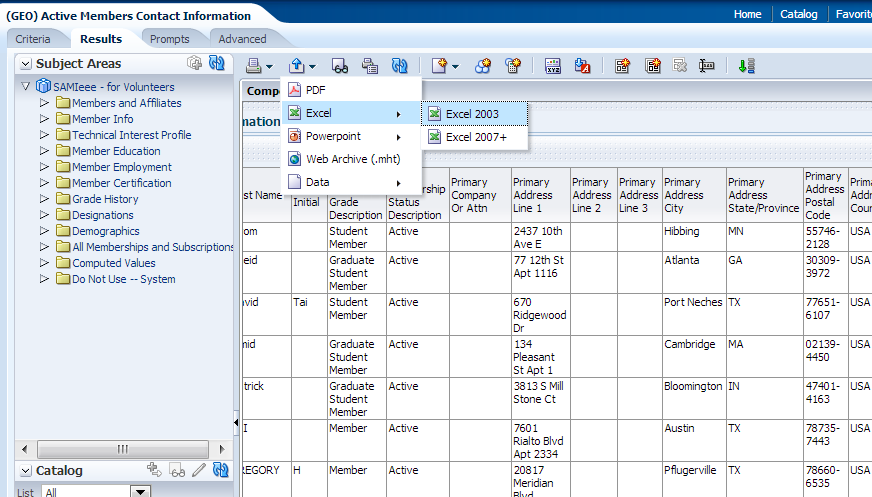 (GEO) Active Members Contact Information
Home
Catalog
Favorit
Criteria
Results
Prompts
Advanced
Subject Areas
SAMIeee - for Volunteers
Members and Affiliates
Member Info
Technical Interest Profile
Member Education
Member Employment
Member Certification
Grade History
Designations
Demographics
All Memberships and Subscriptions
Computed Values
Do Not Use -- System
Catalog
List
All
PDF
Excel
Powerpoint
Web Archive (.mht)
Data
Excel 2003
Excel 2007+
Compo
mation
st Name
Initial
Grade
Description
ership
Status
Description
Primary
Company
Or Attn
Primary
Address
Line 1
Primary
Address
Line 2
Primary
Address
Line 3
Primary
Address
City
Primary
Address
State/Province
Primary
Address
Postal
Code
Prima
Addre
Coun
om
Student
Member
Active
2437 10th
Ave E
Hibbing
MN
55746-
2128
USA
eid
Graduate
Student
Member
Active
77 12th St
Apt 1116
Atlanta
GA
30309-
3972
USA
vid
Tai
Student
Member
Active
670
Ridgewood
Dr
Port Neches
TX
77651-
6107
USA
mid
Graduate
Student
Member
Active
134
Pleasant
St Apt 1
Cambridge
MA
02139-
4450
USA
trick
Graduate
Student
Member
Active
3813 S Mill
Stone Ct
Bloomington
IN
47401-
4163
USA
I
Member
Active
7601
Rialto Blvd
Apt 2334
Austin
TX
78735-
7443
USA
REGORY
H
Member
Active
20817
Meridian
Blvd
Pflugerville
TX
78660-
6535
USA